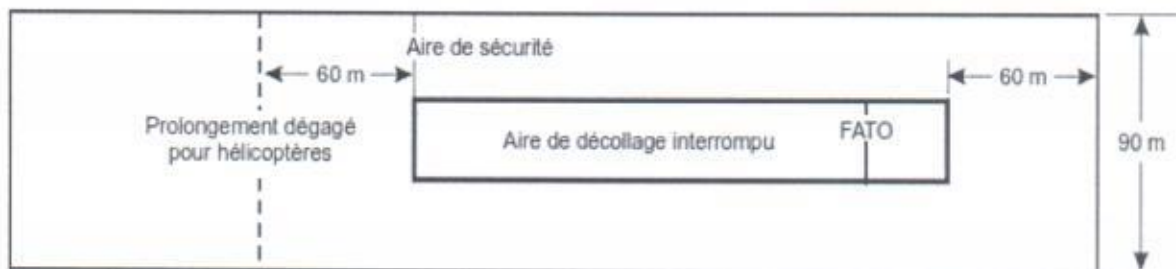 Aire de sécurité
60 m
60 m
Prolongement dégagé
pour hélicoptères
Aire de décollage interrompu
FATO
90 m